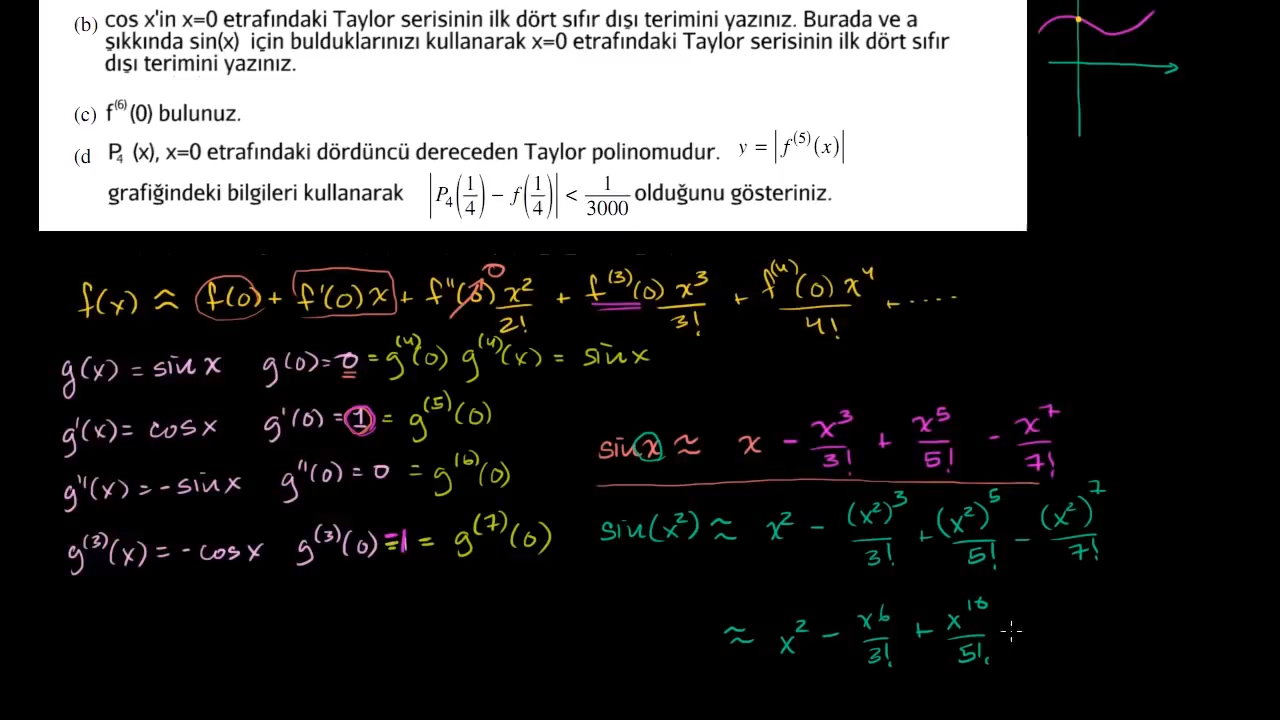 (b) cos x'in x=0 etrafındaki Taylor serisinin ilk dört sıfır dışı terimini yazınız. Burada ve a
şıkkında sin(x) için bulduklarınızı kullanarak x=0 etrafındaki Taylor serisinin ilk dört sıfır
dışı terimini yazınız.
(c) f⁽⁶⁾(0) bulunuz.
(d P₄ (x), x=0 etrafındaki dördüncü dereceden Taylor polinomudur. y = |f⁽⁵⁾(x)|
grafiğindeki bilgileri kullanarak |P₄(1/4) − f(1/4)| < 1/3000 olduğunu gösteriniz.
f(x) ≈ f(0) + f'(0) x + f''(0) x²/2! + f⁽³⁾(0) x³/3! + f⁽⁴⁾(0) x⁴/4! + ....
0
g(x) = sin x g(0) = 0 = g⁽⁴⁾(0) g⁽⁴⁾(x) = sin x
g'(x) = cos x g'(0) = 1 = g⁽⁵⁾(0)
g''(x) = - sin x g''(0) = 0 = g⁽⁶⁾(0)
g⁽³⁾(x) = - cos x g⁽³⁾(0) = -1 = g⁽⁷⁾(0)
sin x ≈ x - x³/3! + x⁵/5! - x⁷/7!
sin(x²) ≈ x² - (x²)³/3! + (x²)⁵/5! - (x²)⁷/7!
≈ x² - x⁶/3! + x¹⁰/5!